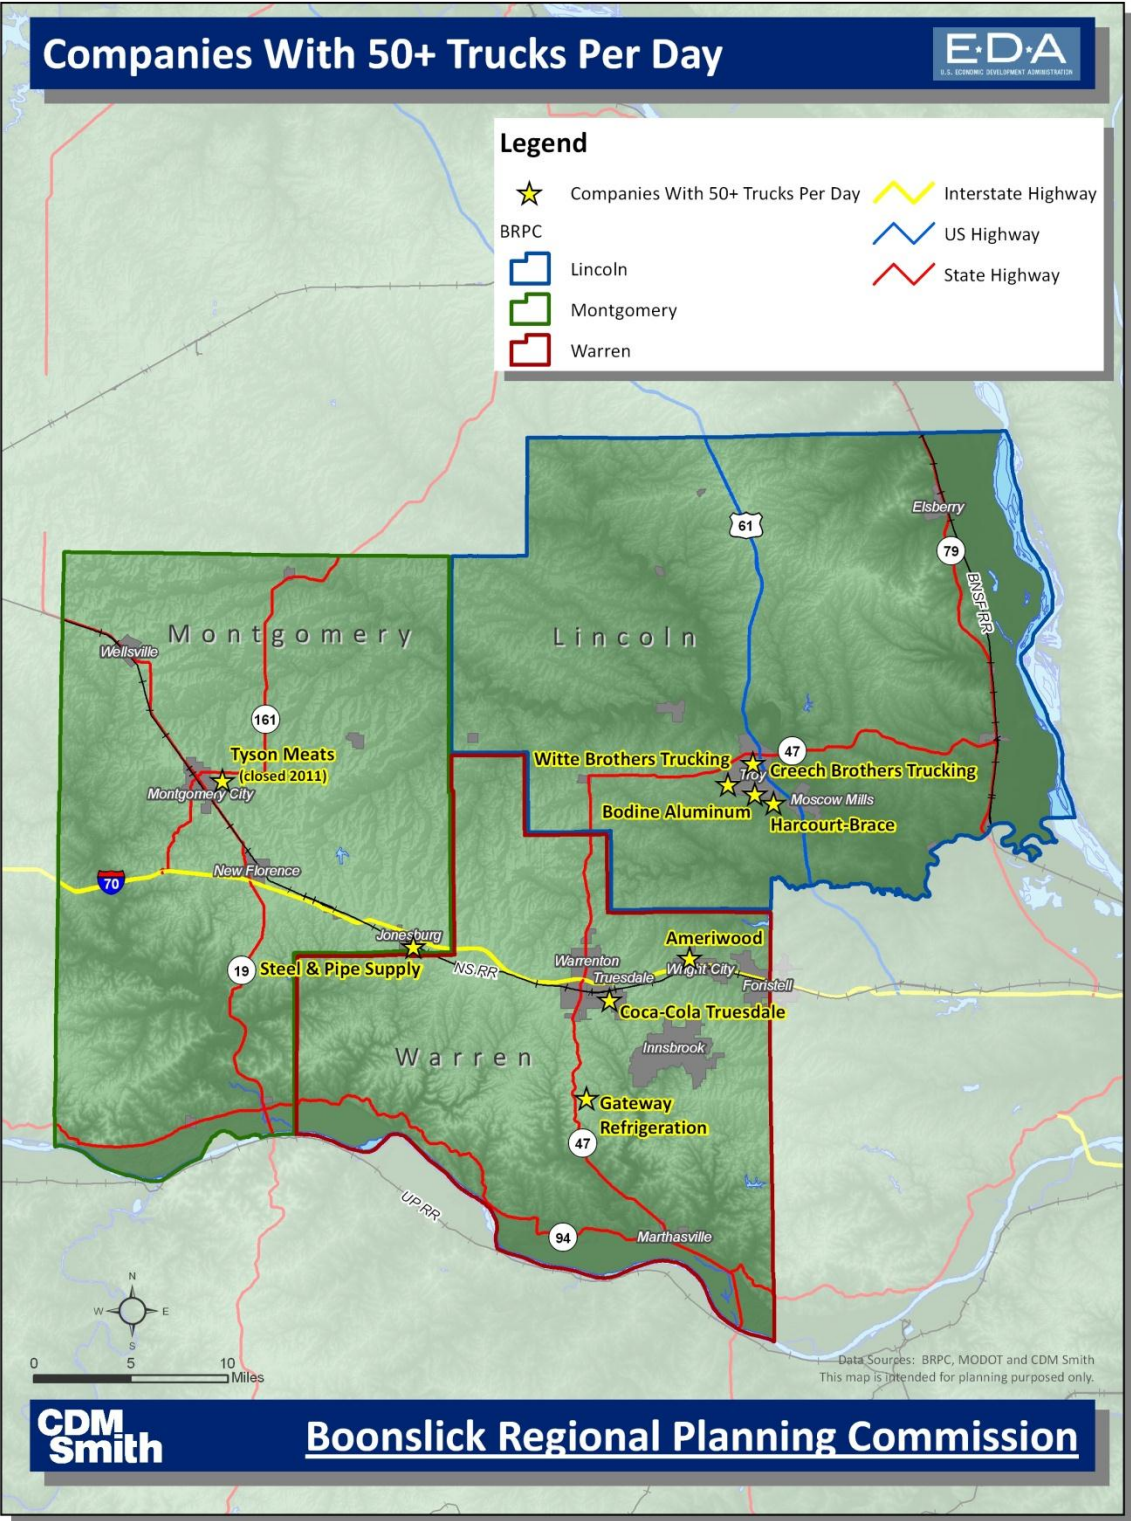 Companies With 50+ Trucks Per Day
E★D★A
U.S. ECONOMIC DEVELOPMENT ADMINISTRATION
Legend
Companies With 50+ Trucks Per Day
BRPC
Lincoln
Montgomery
Warren
Interstate Highway
US Highway
State Highway
61
Elsberry
79
BNSF RR
Montgomery
Lincoln
Wellsville
161
Tyson Meats
(closed 2011)
Montgomery City
Witte Brothers Trucking
47
Troy
Creech Brothers Trucking
Bodine Aluminum
Moscow Mills
Harcourt-Brace
70
New Florence
Jonesburg
19
Steel & Pipe Supply
NS RR
Ameriwood
Warrenton
Truesdale
Wright City
Foristell
Coca-Cola Truesdale
Warren
Innsbrook
Gateway
Refrigeration
47
UP RR
94
Marthasville
N
W
E
S
0 5 10
Miles
Data Sources: BRPC, MODOT and CDM Smith
This map is intended for planning purposed only.
CDM
Smith
Boonslick Regional Planning Commission